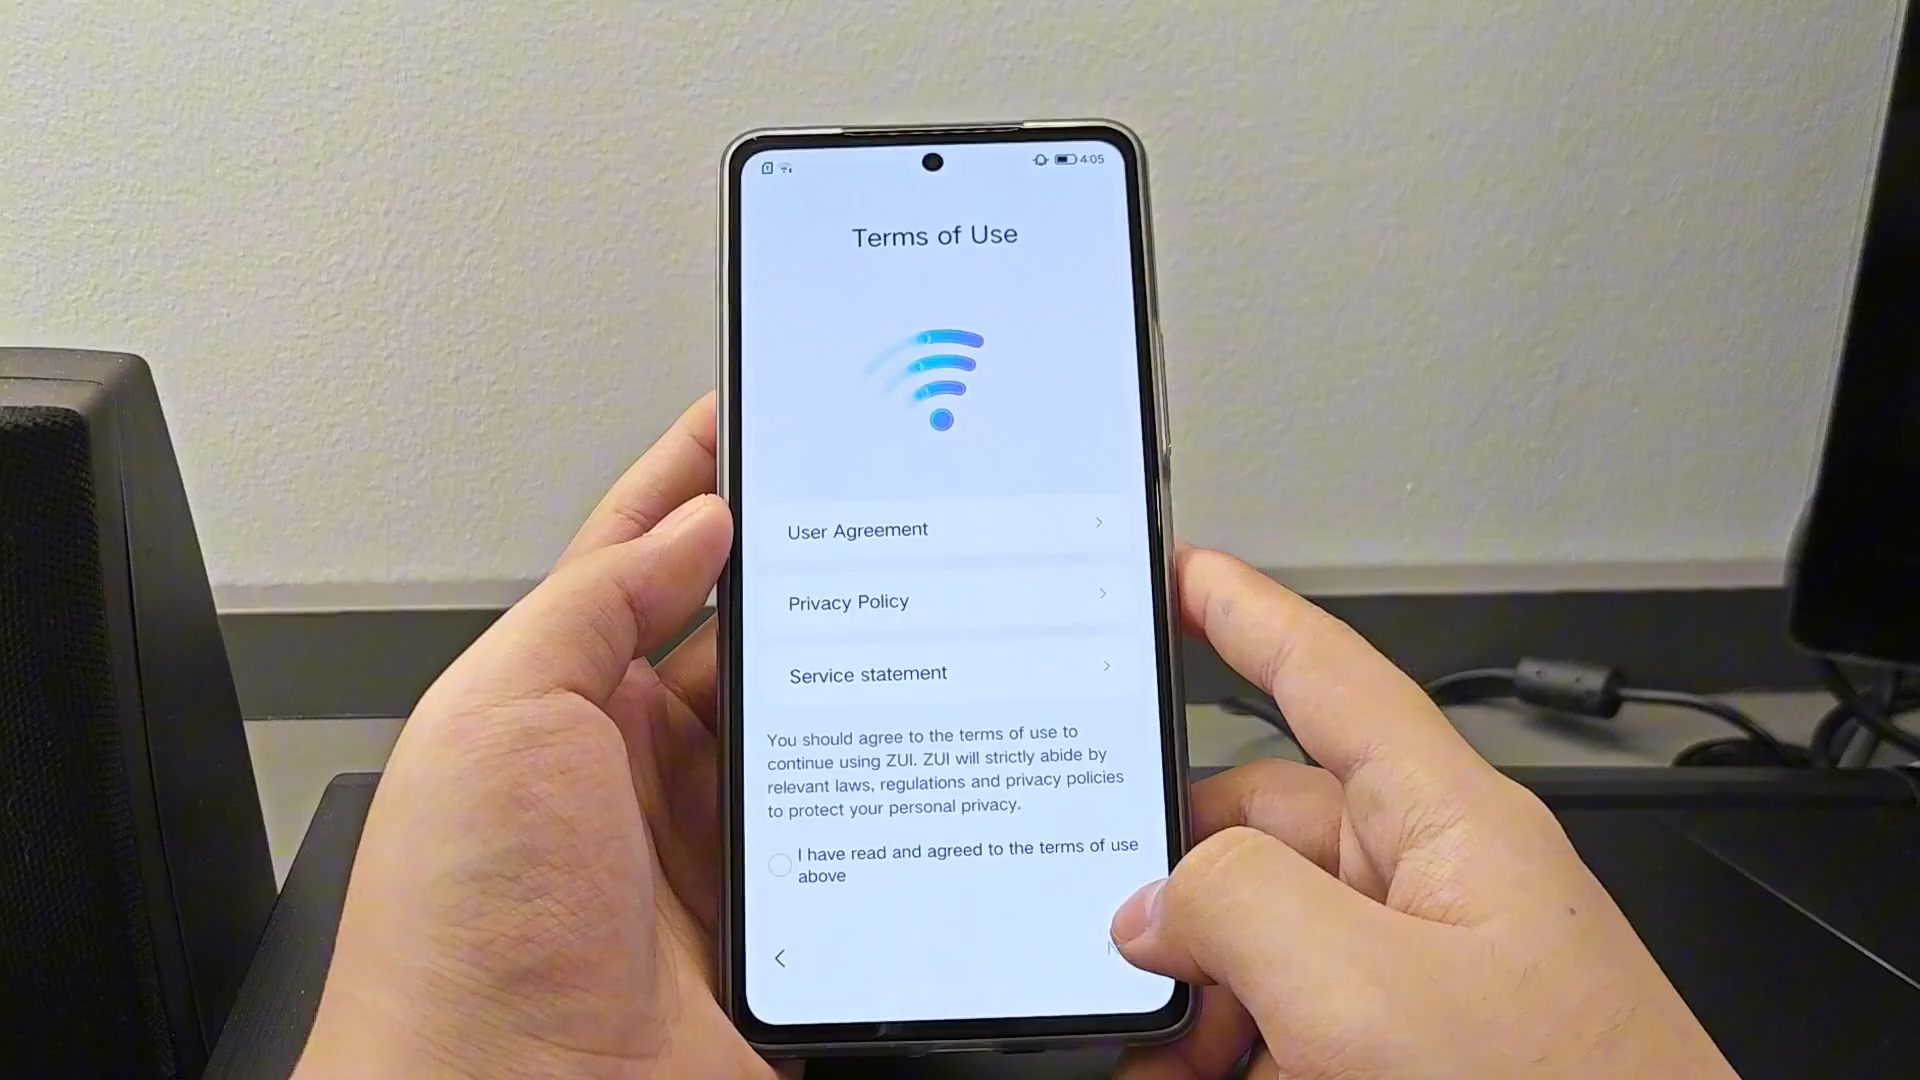 4:05
Terms of Use
User Agreement
Privacy Policy
Service statement
You should agree to the terms of use to
continue using ZUI. ZUI will strictly abide by
relevant laws, regulations and privacy policies
to protect your personal privacy.
I have read and agreed to the terms of use
above